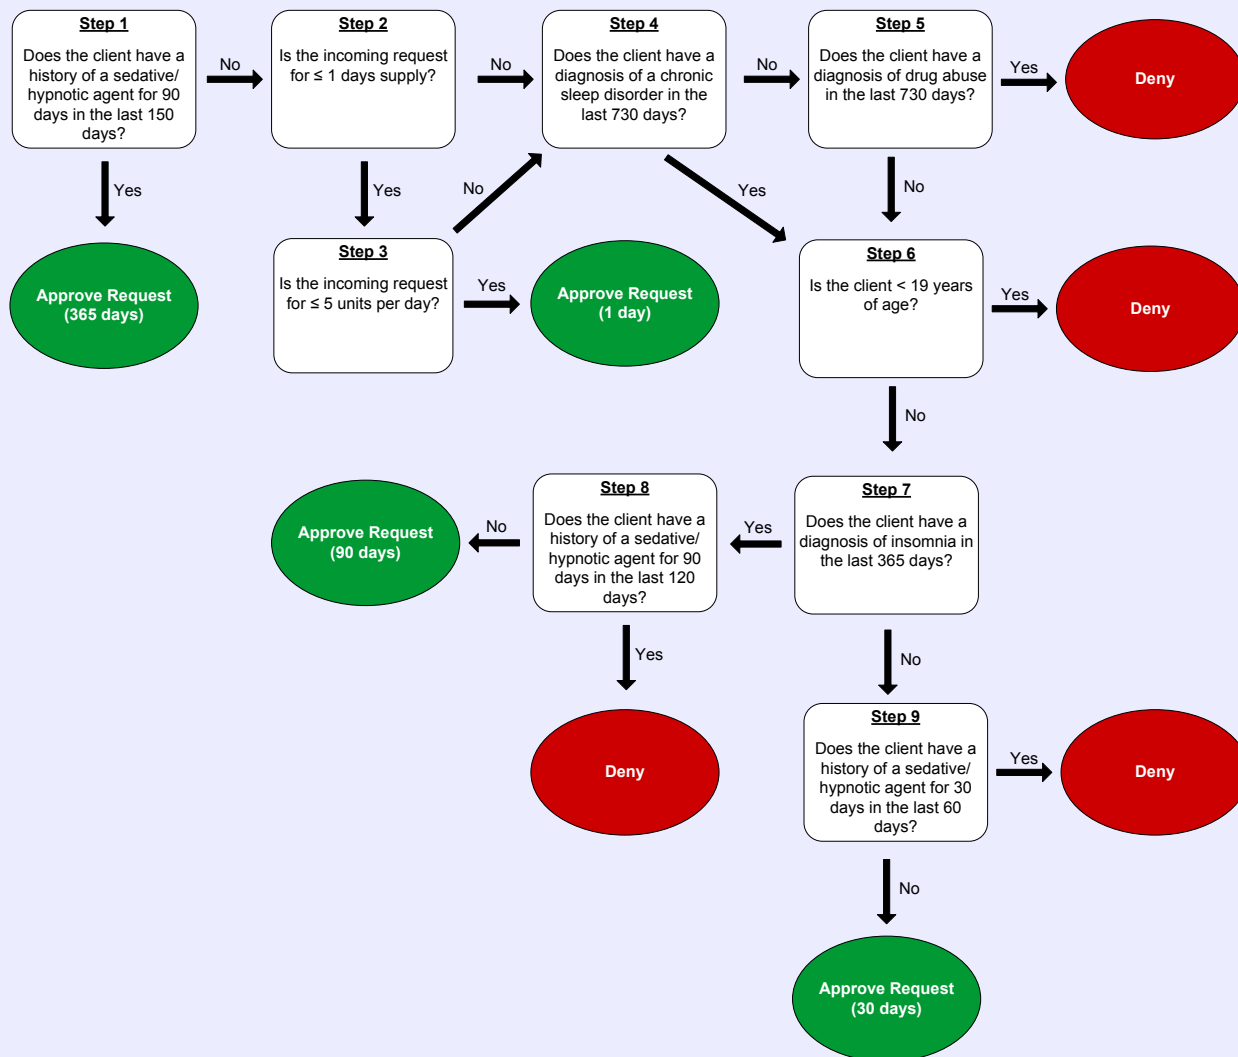 Step 1
Does the client have a
history of a sedative/
hypnotic agent for 90
days in the last 150
days?
No
Step 2
Is the incoming request
for ≤ 1 days supply?
No
Step 4
Does the client have a
diagnosis of a chronic
sleep disorder in the
last 730 days?
No
Step 5
Does the client have a
diagnosis of drug abuse
in the last 730 days?
Yes
Deny
Yes
Yes
No
Yes
No
Approve Request
(365 days)
Step 3
Is the incoming request
for ≤ 5 units per day?
Yes
Approve Request
(1 day)
Step 6
Is the client < 19 years
of age?
Yes
Deny
No
Approve Request
(90 days)
No
Step 8
Does the client have a
history of a sedative/
hypnotic agent for 90
days in the last 120
days?
Yes
Step 7
Does the client have a
diagnosis of insomnia in
the last 365 days?
Yes
No
Deny
Step 9
Does the client have a
history of a sedative/
hypnotic agent for 30
days in the last 60
days?
Yes
Deny
No
Approve Request
(30 days)